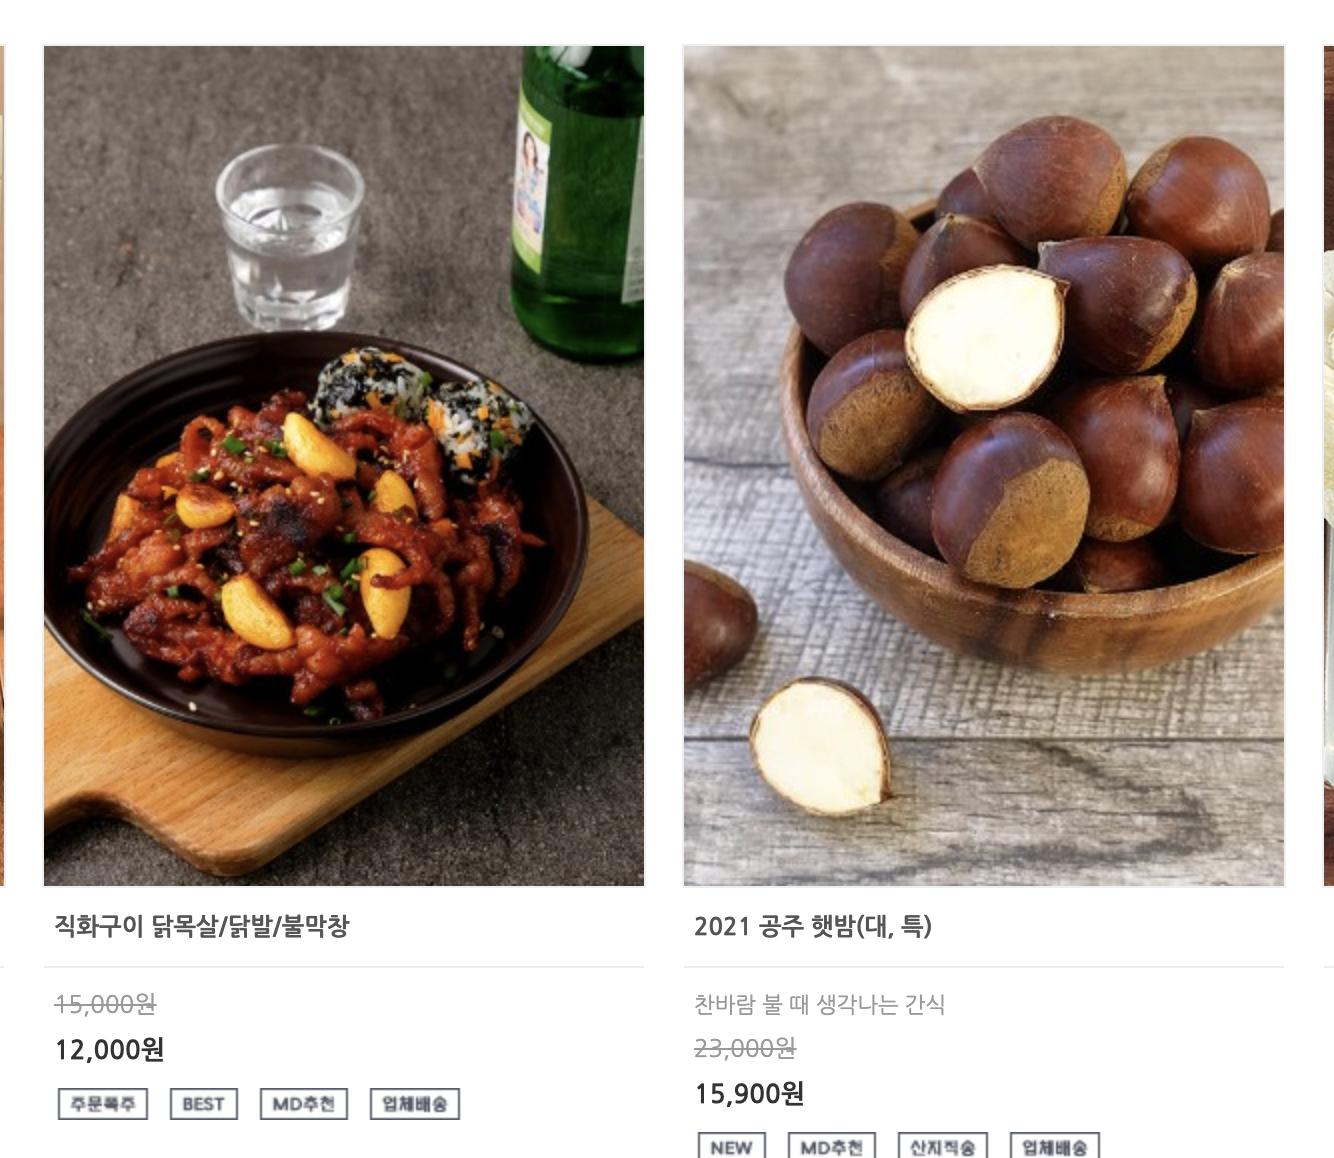 직화구이 닭목살/닭발/불막창
15,000원
12,000원
주문폭주 BEST MD추천 업체배송
2021 공주 햇밤(대, 특)
찬바람 불 때 생각나는 간식
23,000원
15,900원
NEW MD추천 산지직송 업체배송